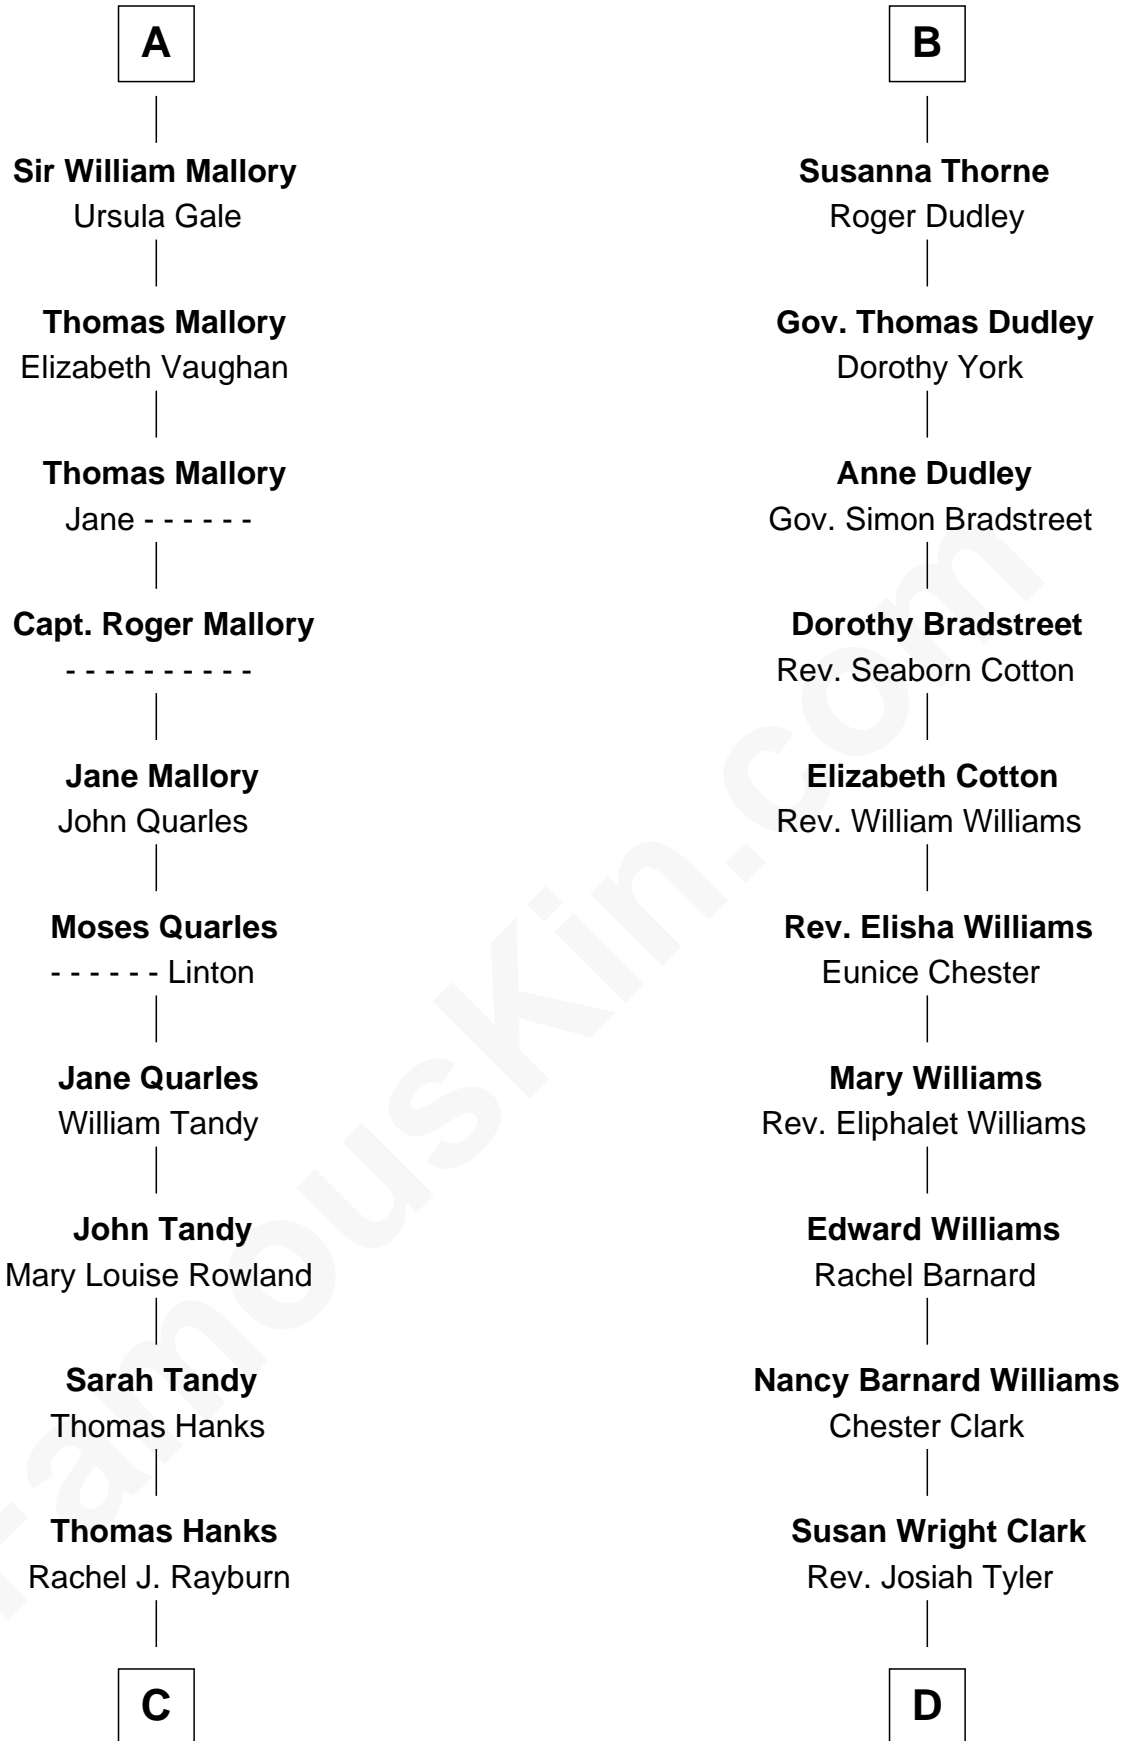 A
Sir William Mallory
Ursula Gale
Thomas Mallory
Elizabeth Vaughan
Thomas Mallory
Jane - - - - - -
Capt. Roger Mallory
- - - - - - - - - -
Jane Mallory
John Quarles
Moses Quarles
- - - - - - Linton
Jane Quarles
William Tandy
John Tandy
Mary Louise Rowland
Sarah Tandy
Thomas Hanks
Thomas Hanks
Rachel J. Rayburn
C
B
Susanna Thorne
Roger Dudley
Gov. Thomas Dudley
Dorothy York
Anne Dudley
Gov. Simon Bradstreet
Dorothy Bradstreet
Rev. Seaborn Cotton
Elizabeth Cotton
Rev. William Williams
Rev. Elisha Williams
Eunice Chester
Mary Williams
Rev. Eliphalet Williams
Edward Williams
Rachel Barnard
Nancy Barnard Williams
Chester Clark
Susan Wright Clark
Rev. Josiah Tyler
D
FamousKin.com